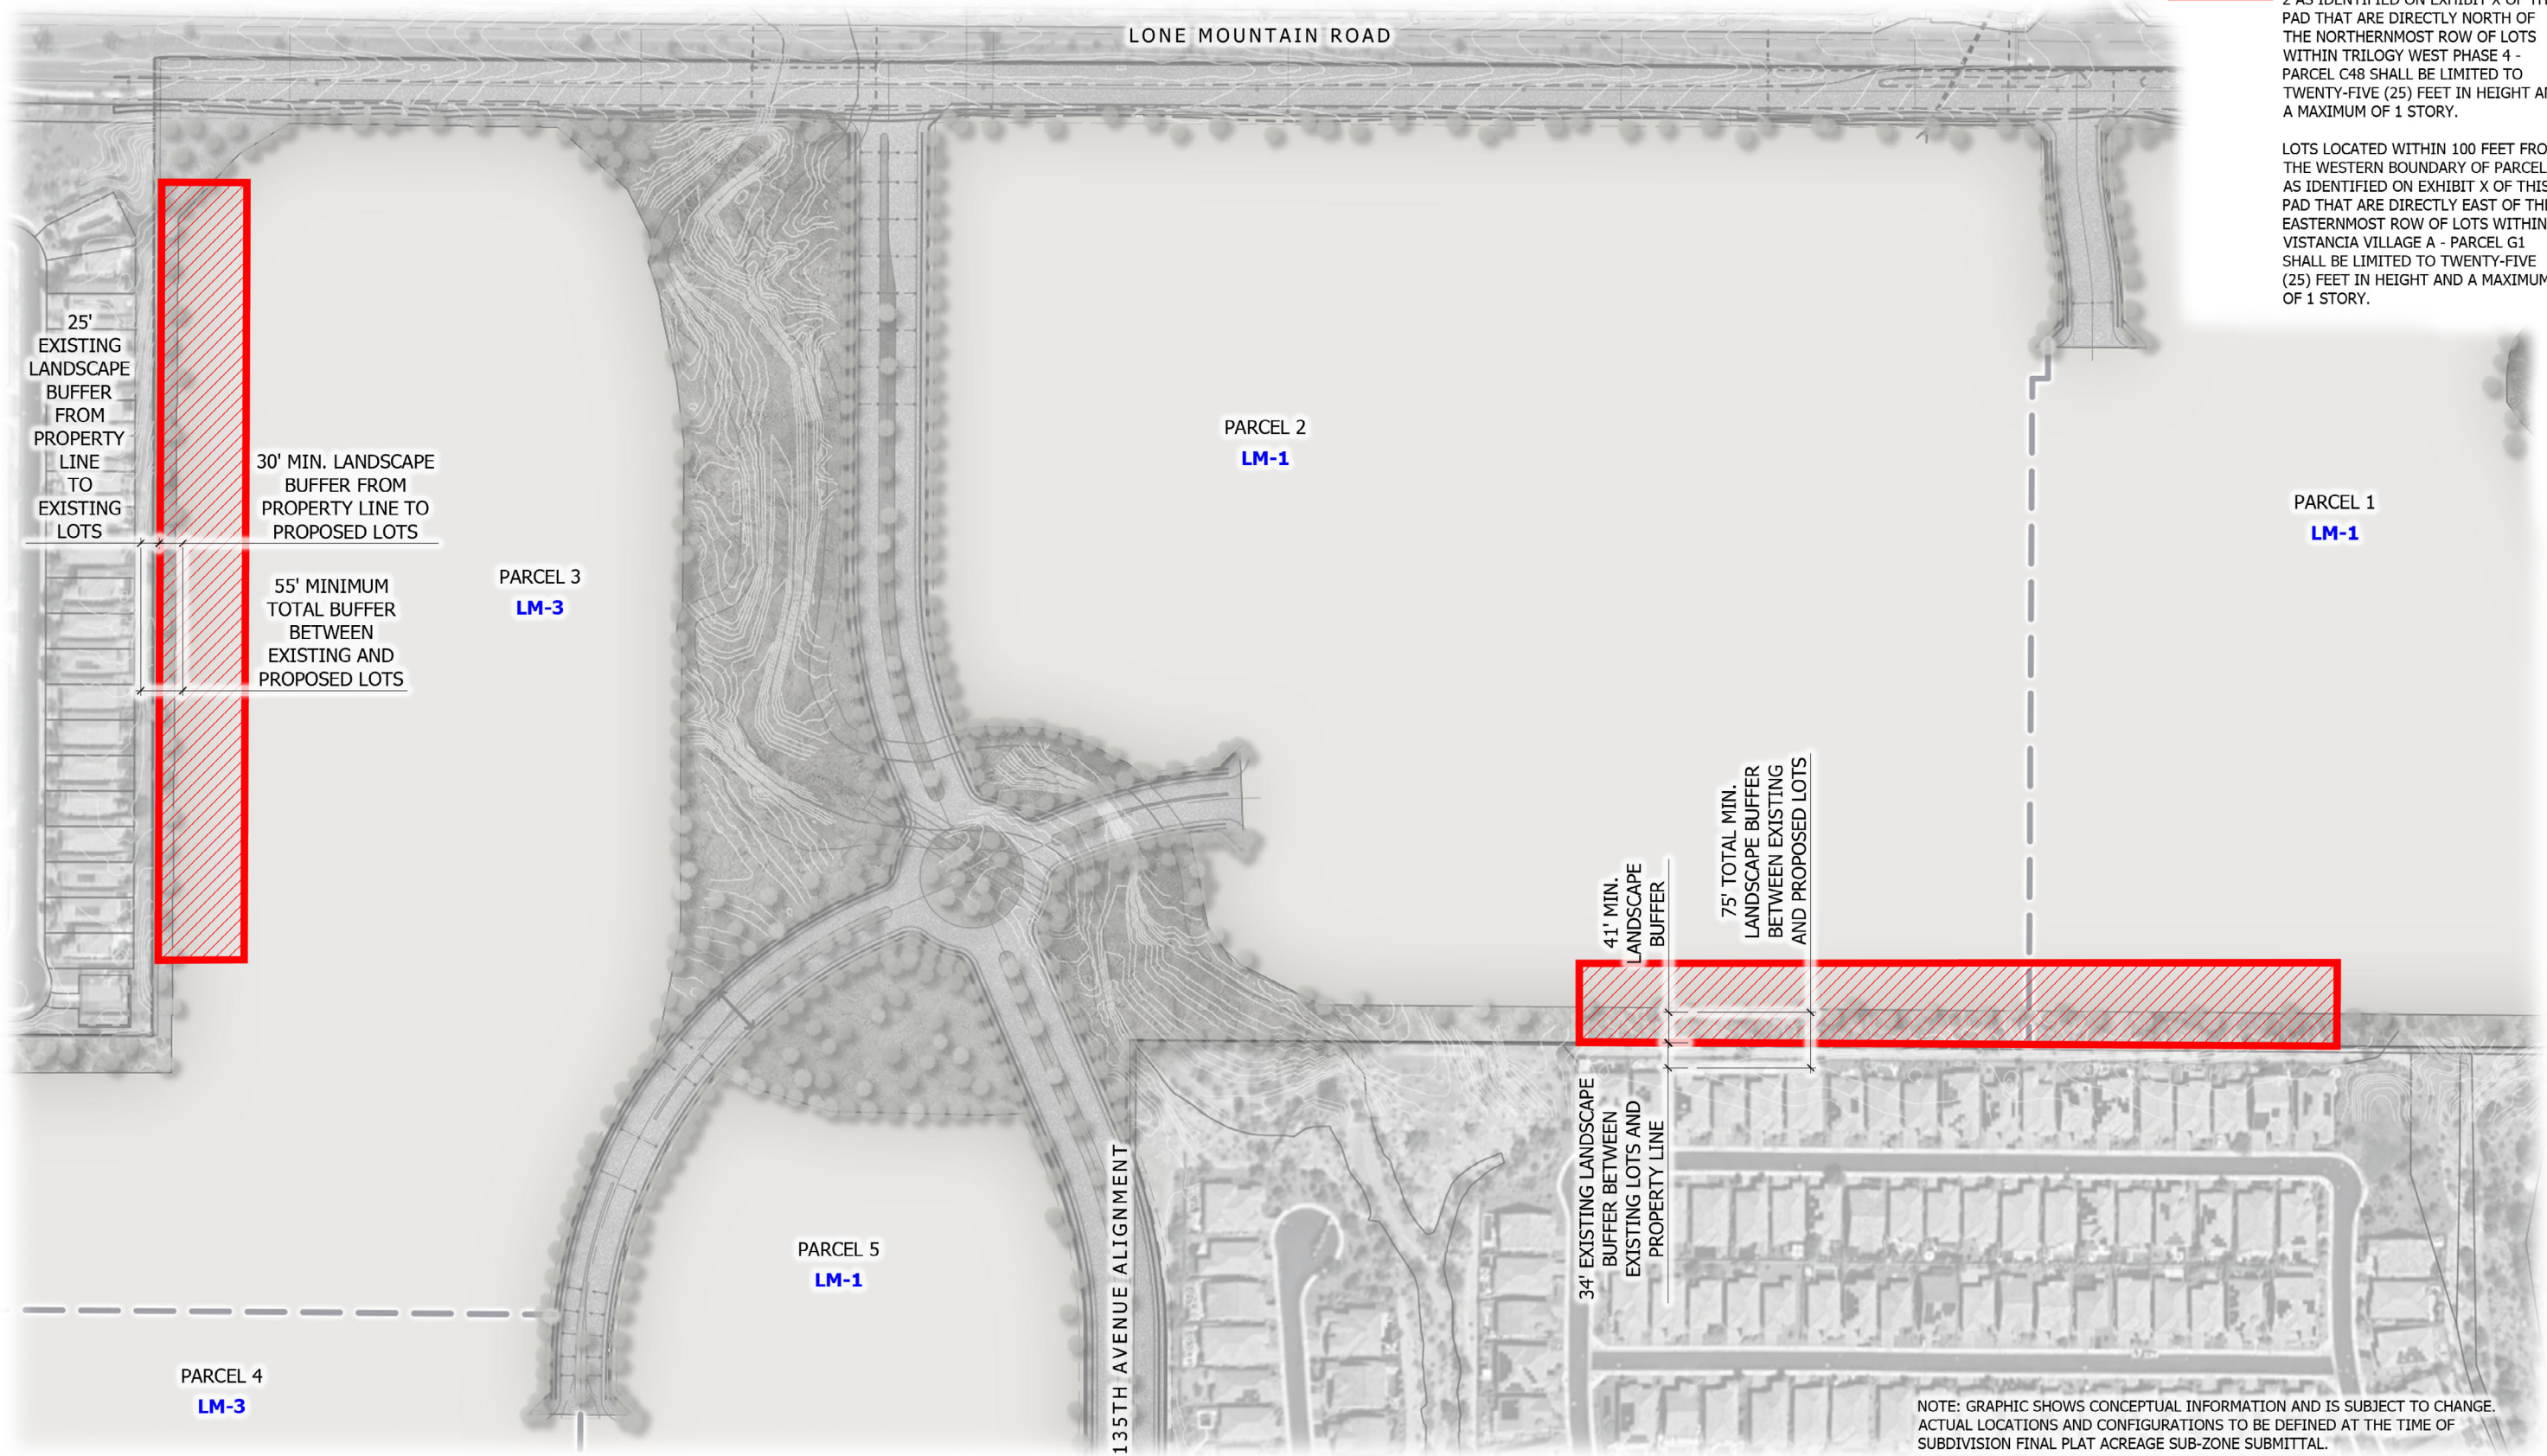 LONE MOUNTAIN ROAD
2 AS IDENTIFIED ON EXHIBIT X OF
PAD THAT ARE DIRECTLY NORTH OF
THE NORTHERNMOST ROW OF LOTS
WITHIN TRILOGY WEST PHASE 4 -
PARCEL C48 SHALL BE LIMITED TO
TWENTY-FIVE (25) FEET IN HEIGHT
A MAXIMUM OF 1 STORY.
LOTS LOCATED WITHIN 100 FEET
THE WESTERN BOUNDARY OF PARCEL
AS IDENTIFIED ON EXHIBIT X OF THIS
PAD THAT ARE DIRECTLY EAST OF
EASTERNMOST ROW OF LOTS WITHIN
VISTANCIA VILLAGE A - PARCEL G1
SHALL BE LIMITED TO TWENTY-FIVE
(25) FEET IN HEIGHT AND A MAXIMUM
OF 1 STORY.
25'
EXISTING
LANDSCAPE
BUFFER
FROM
PROPERTY
LINE
TO
EXISTING
LOTS
30' MIN. LANDSCAPE
BUFFER FROM
PROPERTY LINE TO
PROPOSED LOTS
55' MINIMUM
TOTAL BUFFER
BETWEEN
EXISTING AND
PROPOSED LOTS
PARCEL 3
LM-3
PARCEL 2
LM-1
PARCEL 1
LM-1
41' MIN.
LANDSCAPE
BUFFER
75' TOTAL MIN.
LANDSCAPE BUFFER
BETWEEN EXISTING
AND PROPOSED LOTS
34' EXISTING LANDSCAPE
BUFFER BETWEEN
EXISTING LOTS AND
PROPERTY LINE
PARCEL 5
LM-1
135TH AVENUE ALIGNMENT
PARCEL 4
LM-3
NOTE: GRAPHIC SHOWS CONCEPTUAL INFORMATION AND IS SUBJECT TO CHANGE.
ACTUAL LOCATIONS AND CONFIGURATIONS TO BE DEFINED AT THE TIME OF
SUBDIVISION FINAL PLAT ACREAGE SUB-ZONE SUBMITTAL.